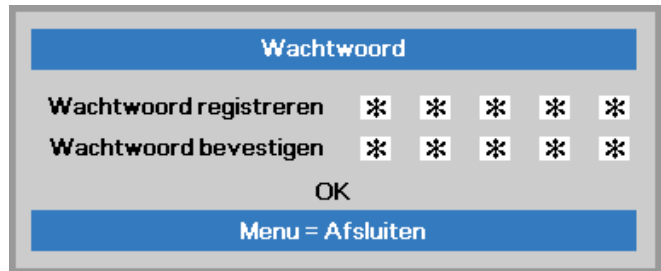 Wachtwoord
Wachtwoord registreren * * * * *
Wachtwoord bevestigen * * * * *
OK
Menu = Afsluiten